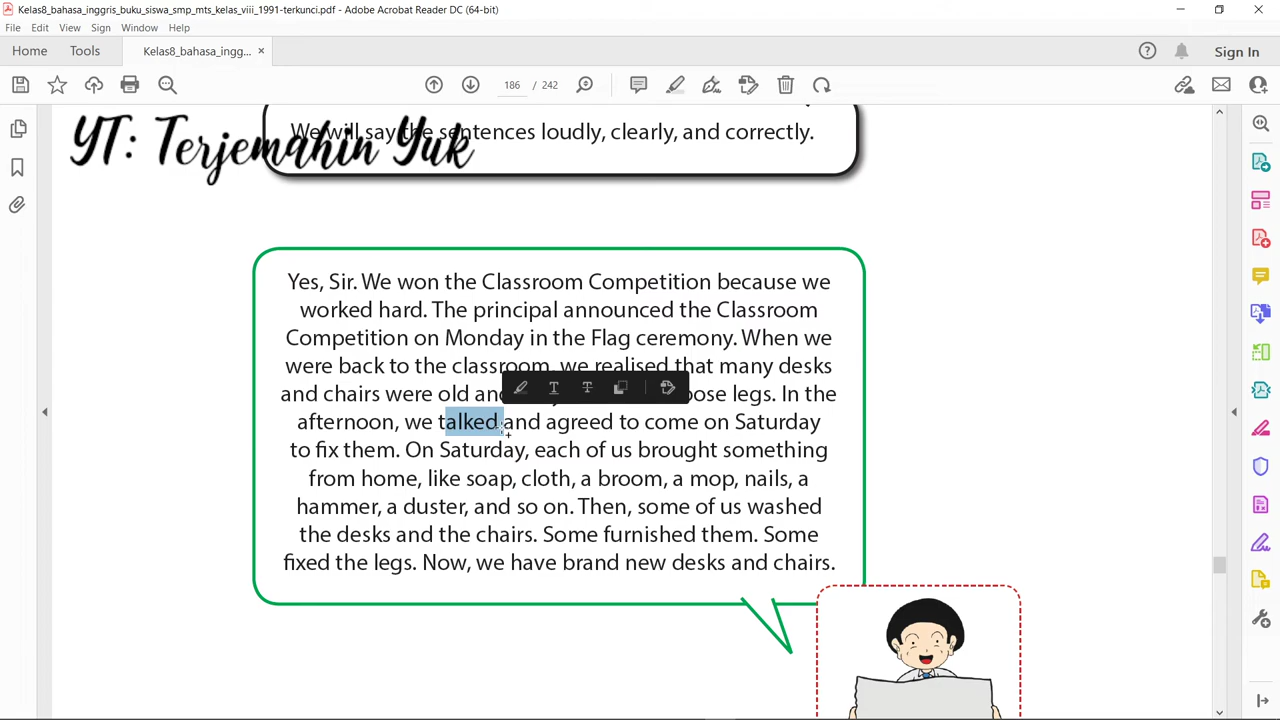 Kelas8_bahasa_inggris_buku_siswa_smp_mts_kelas_viii_1991-terkunci.pdf - Adobe Acrobat Reader DC (64-bit)
File Edit View Sign Window Help
Home Tools Kelas8_bahasa_ingg... × Sign In
186 / 242
We will say the sentences loudly, clearly, and correctly.
YT: Terjemahin Yuk
Yes, Sir. We won the Classroom Competition because we
worked hard. The principal announced the Classroom
Competition on Monday in the Flag ceremony. When we
were back to the classroom, we realised that many desks
and chairs were old and legs. In the
afternoon, we talked and agreed to come on Saturday
to fix them. On Saturday, each of us brought something
from home, like soap, cloth, a broom, a mop, nails, a
hammer, a duster, and so on. Then, some of us washed
the desks and the chairs. Some furnished them. Some
fixed the legs. Now, we have brand new desks and chairs.